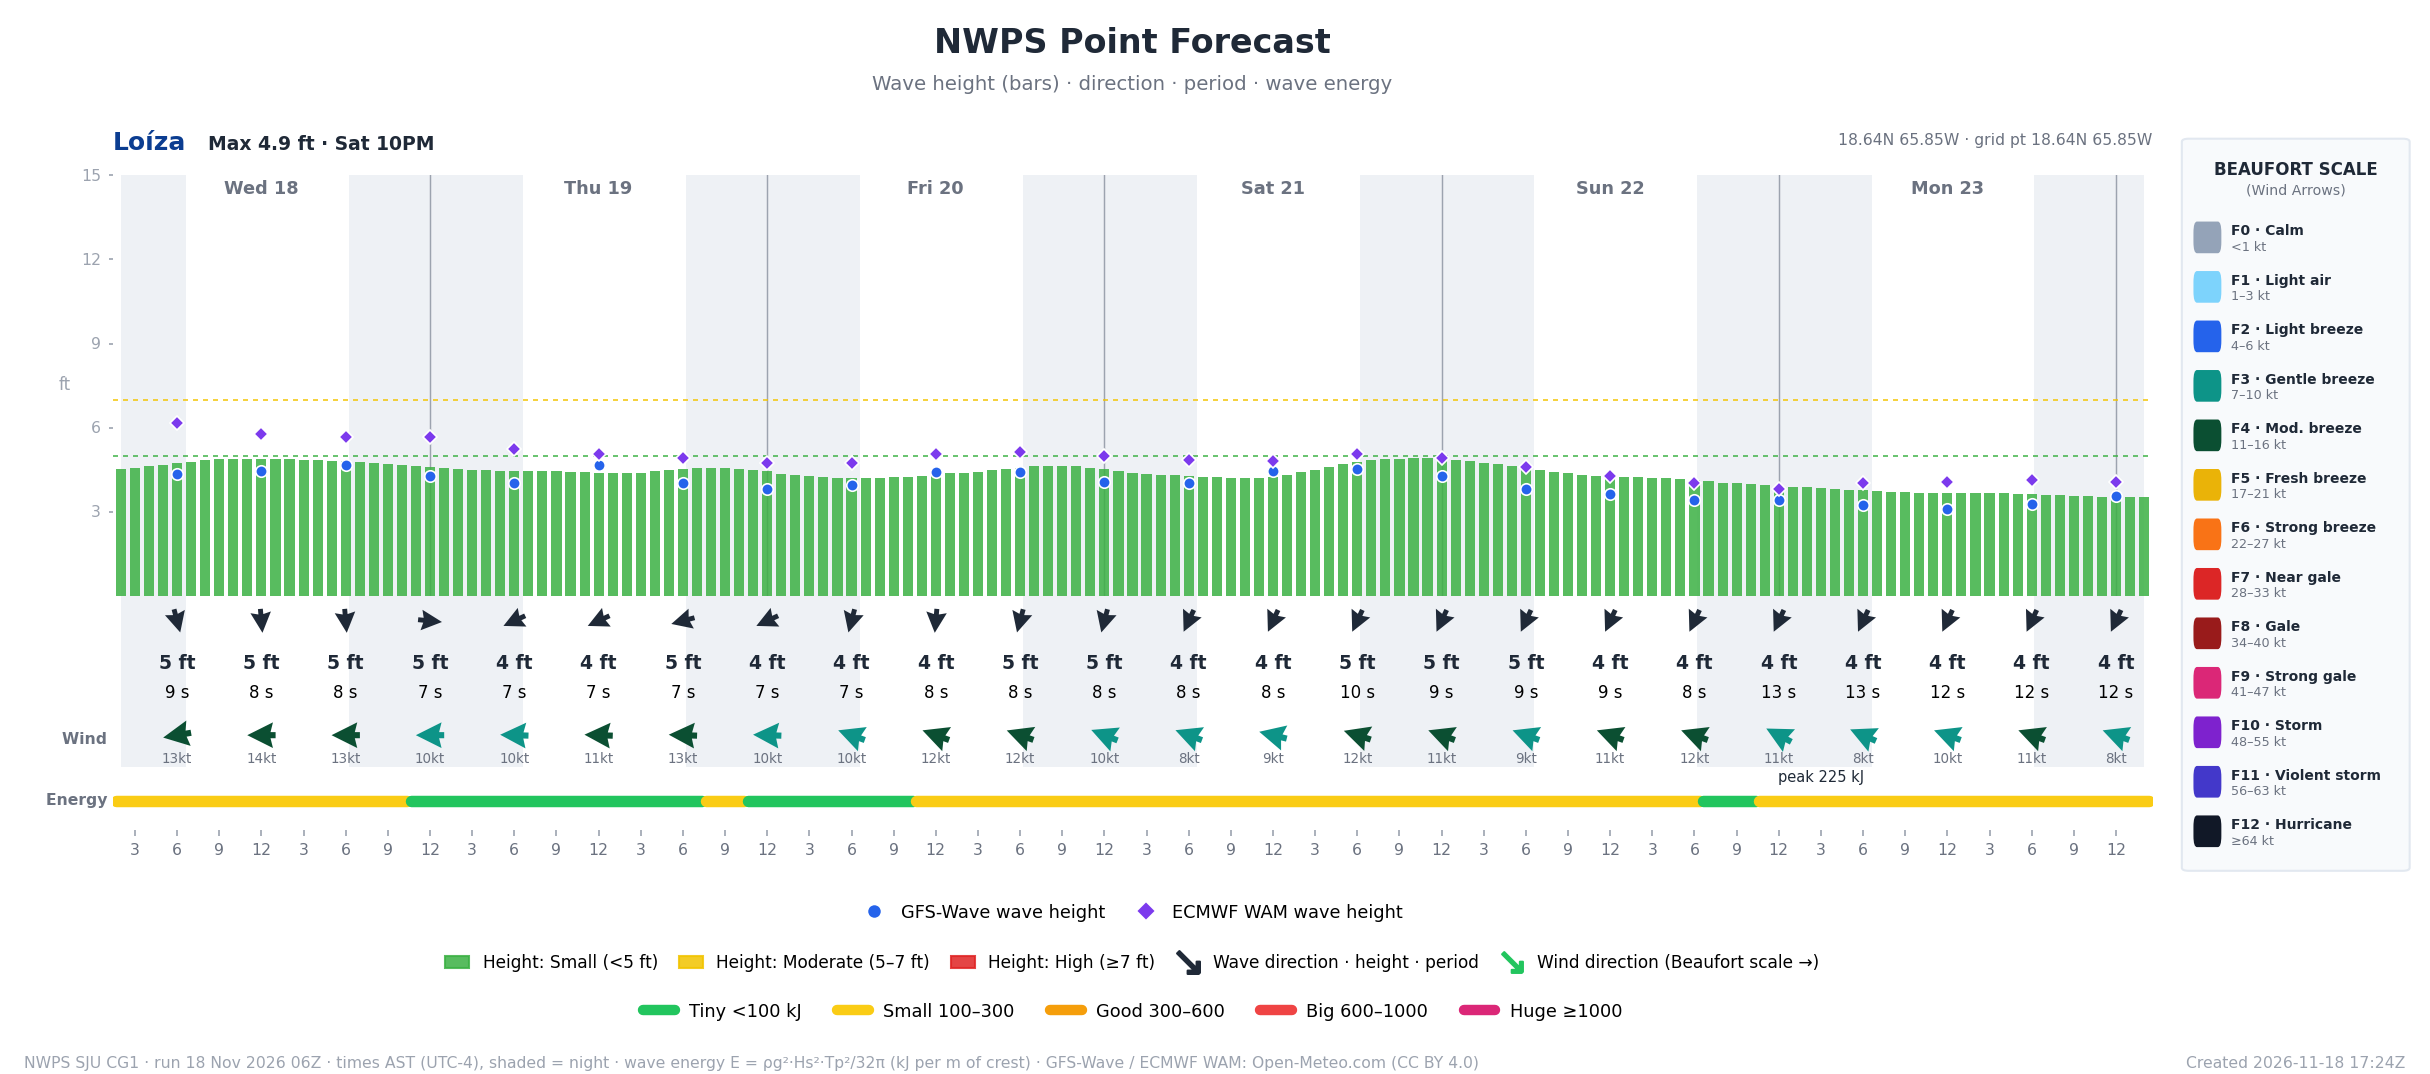 NWPS Point Forecast
Wave height (bars) · direction · period · wave energy
Loíza Max 4.9 ft · Sat 10PM 18.64N 65.85W · grid pt 18.64N 65.85W
Wed 18 Thu 19 Fri 20 Sat 21 Sun 22 Mon 23
15
12
9
ft
6
3
5 ft 5 ft 5 ft 5 ft 4 ft 4 ft 5 ft 4 ft 4 ft 4 ft 5 ft 5 ft 4 ft 4 ft 5 ft 5 ft 5 ft 4 ft 4 ft 4 ft 4 ft 4 ft 4 ft 4 ft
9 s 8 s 8 s 7 s 7 s 7 s 7 s 7 s 7 s 8 s 8 s 8 s 8 s 8 s 10 s 9 s 9 s 9 s 8 s 13 s 13 s 12 s 12 s 12 s
Wind
13kt 14kt 13kt 10kt 10kt 11kt 13kt 10kt 10kt 12kt 12kt 10kt 8kt 9kt 12kt 11kt 9kt 11kt 12kt 11kt 8kt 10kt 11kt 8kt
peak 225 kJ
Energy
3 6 9 12 3 6 9 12 3 6 9 12 3 6 9 12 3 6 9 12 3 6 9 12 3 6 9 12 3 6 9 12 3 6 9 12 3 6 9 12 3 6 9 12 3 6 9 12
BEAUFORT SCALE
(Wind Arrows)
F0 · Calm
<1 kt
F1 · Light air
1–3 kt
F2 · Light breeze
4–6 kt
F3 · Gentle breeze
7–10 kt
F4 · Mod. breeze
11–16 kt
F5 · Fresh breeze
17–21 kt
F6 · Strong breeze
22–27 kt
F7 · Near gale
28–33 kt
F8 · Gale
34–40 kt
F9 · Strong gale
41–47 kt
F10 · Storm
48–55 kt
F11 · Violent storm
56–63 kt
F12 · Hurricane
≥64 kt
GFS-Wave wave height ECMWF WAM wave height
Height: Small (<5 ft) Height: Moderate (5–7 ft) Height: High (≥7 ft) Wave direction · height · period Wind direction (Beaufort scale →)
Tiny <100 kJ Small 100–300 Good 300–600 Big 600–1000 Huge ≥1000
NWPS SJU CG1 · run 18 Nov 2026 06Z · times AST (UTC-4), shaded = night · wave energy E = ρg²·Hs²·Tp²/32π (kJ per m of crest) · GFS-Wave / ECMWF WAM: Open-Meteo.com (CC BY 4.0) Created 2026-11-18 17:24Z